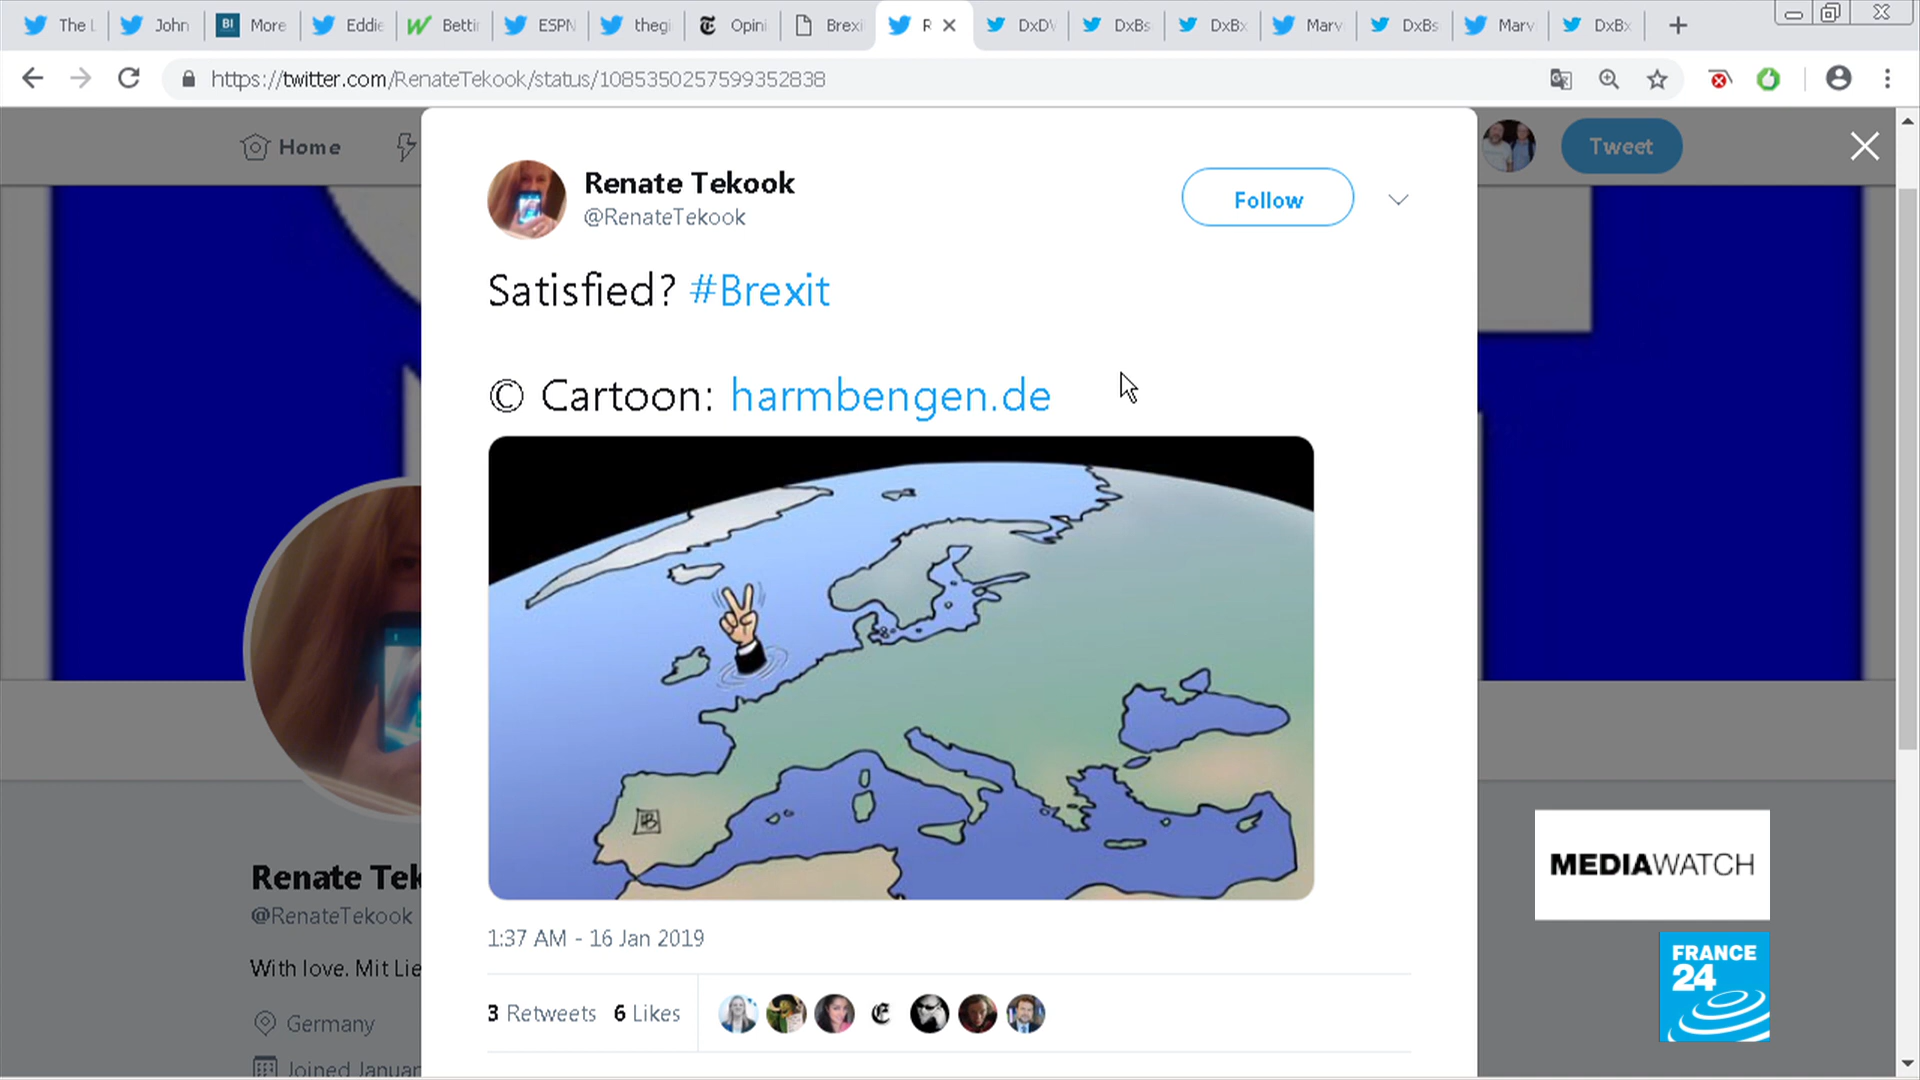 The L
John
BI
More
Eddie
Bettin
ESPN
thegi
Opini
Brexi
R
DxDV
DxBs
DxBx
Marv
DxBs
Marv
DxBx
https://twitter.com/RenateTekook/status/1085350257599352838
Home
Tweet
Renate Tekook
@RenateTekook
Follow
Satisfied? #Brexit
© Cartoon: harmbengen.de
1:37 AM - 16 Jan 2019
3 Retweets 6 Likes
Renate Tek
@RenateTekook
With love. Mit Lie
Germany
Joined Januar
MEDIAWATCH
FRANCE
24